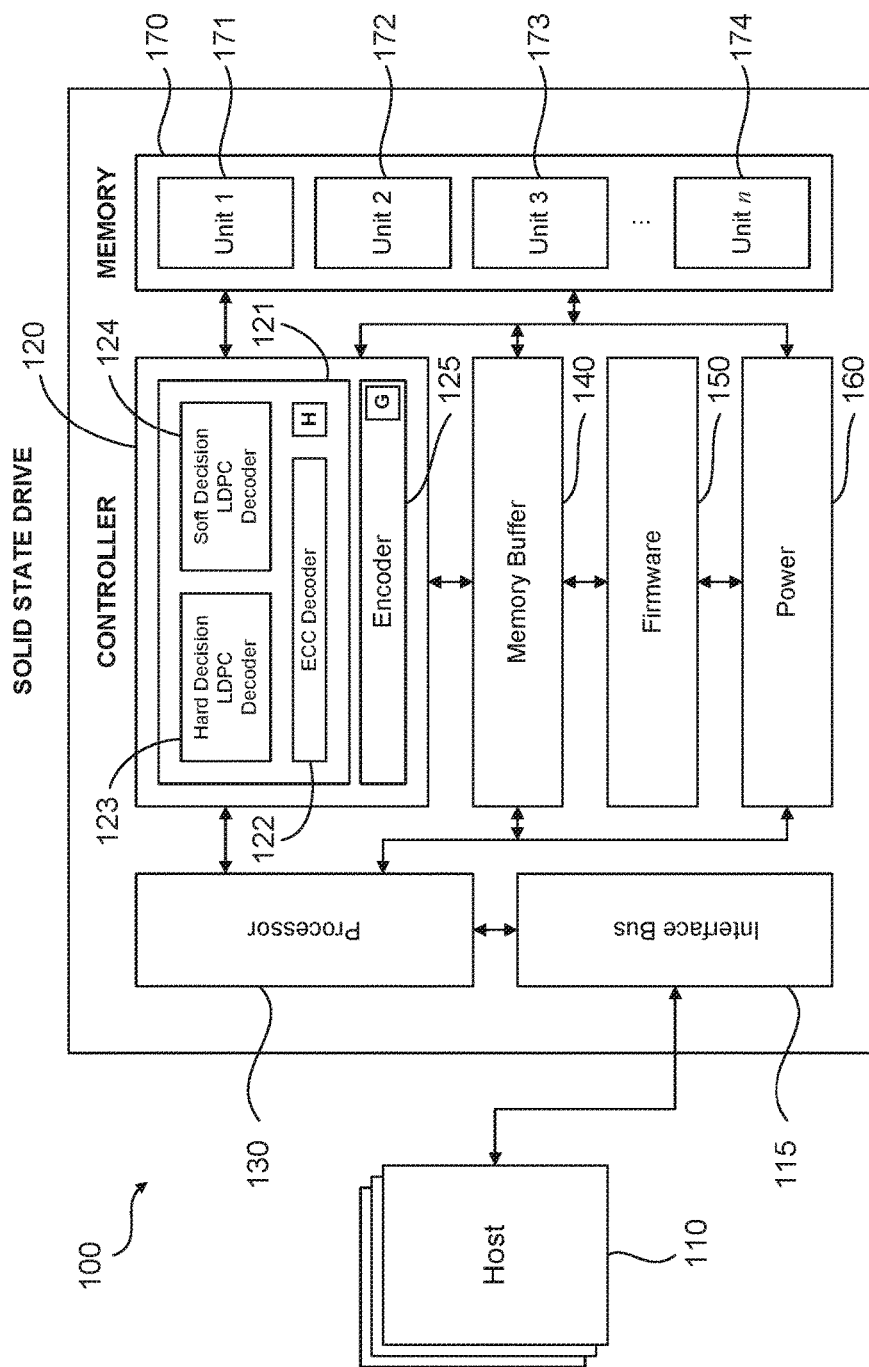 SOLID STATE DRIVE
CONTROLLER
MEMORY
100
Host
110
Processor
130
Interface Bus
115
120
Hard Decision
LDPC
Decoder
123
Soft Decision
LDPC
Decoder
124
ECC Decoder
122
H
121
Encoder
G
125
Memory Buffer
140
Firmware
150
Power
160
170
Unit 1
171
Unit 2
172
Unit 3
173
...
Unit n
174